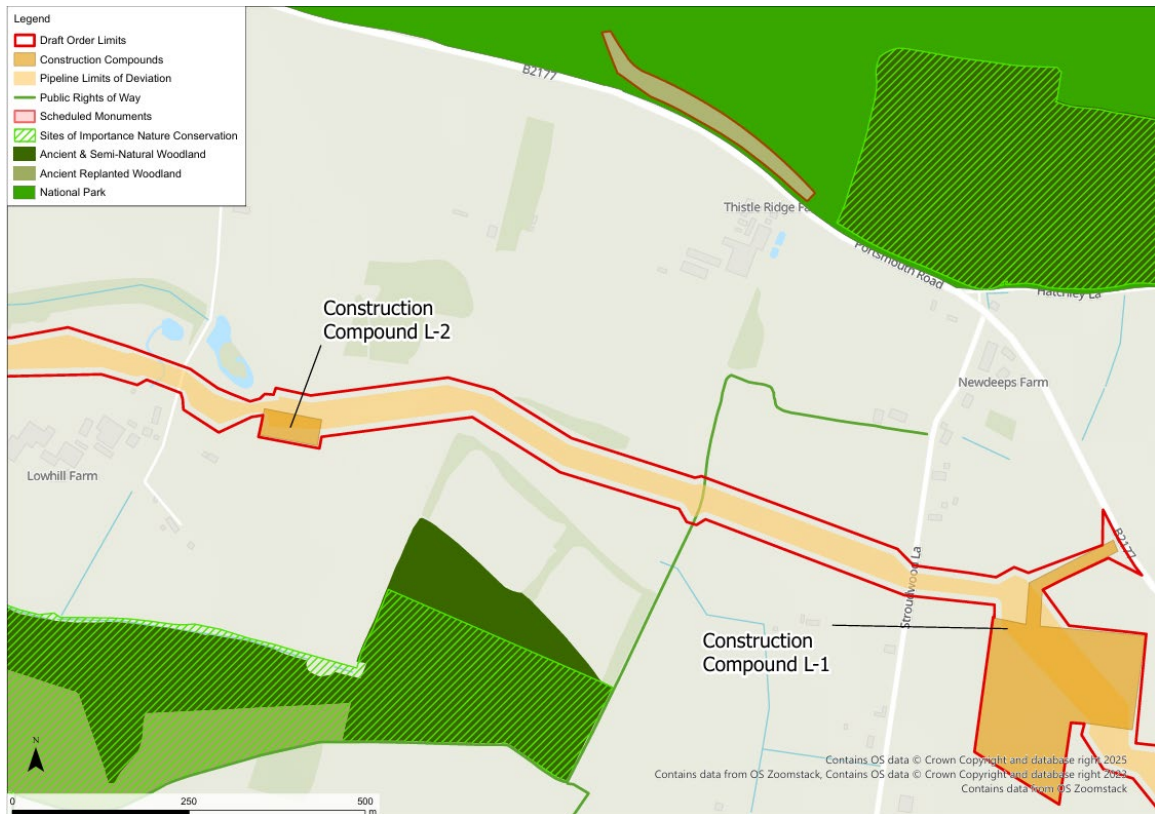 Legend
Draft Order Limits
Construction Compounds
Pipeline Limits of Deviation
Public Rights of Way
Scheduled Monuments
Sites of Importance Nature Conservation
Ancient & Semi-Natural Woodland
Ancient Replanted Woodland
National Park
B2177
Thistle Ridge Fa
Portsmouth Road
Hatchley La
Construction
Compound L-2
Newdeeps Farm
Lowhill Farm
B2177
Stroudwood La
Construction
Compound L-1
N
Contains OS data © Crown Copyright and database right 2025
Contains data from OS Zoomstack, Contains OS data © Crown Copyright and database right 2023
Contains data from OS Zoomstack
0
250
500
m